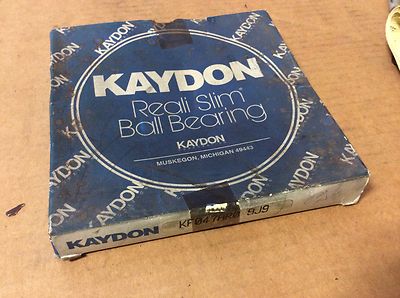 KAYDON
Reali Slim
Ball Bearing
KAYDON
MUSKEGON, MICHIGAN 49443
KAYDON